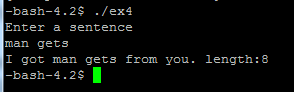 -bash-4.2$ ./ex4
Enter a sentence
man gets
I got man gets from you. length:8
-bash-4.2$